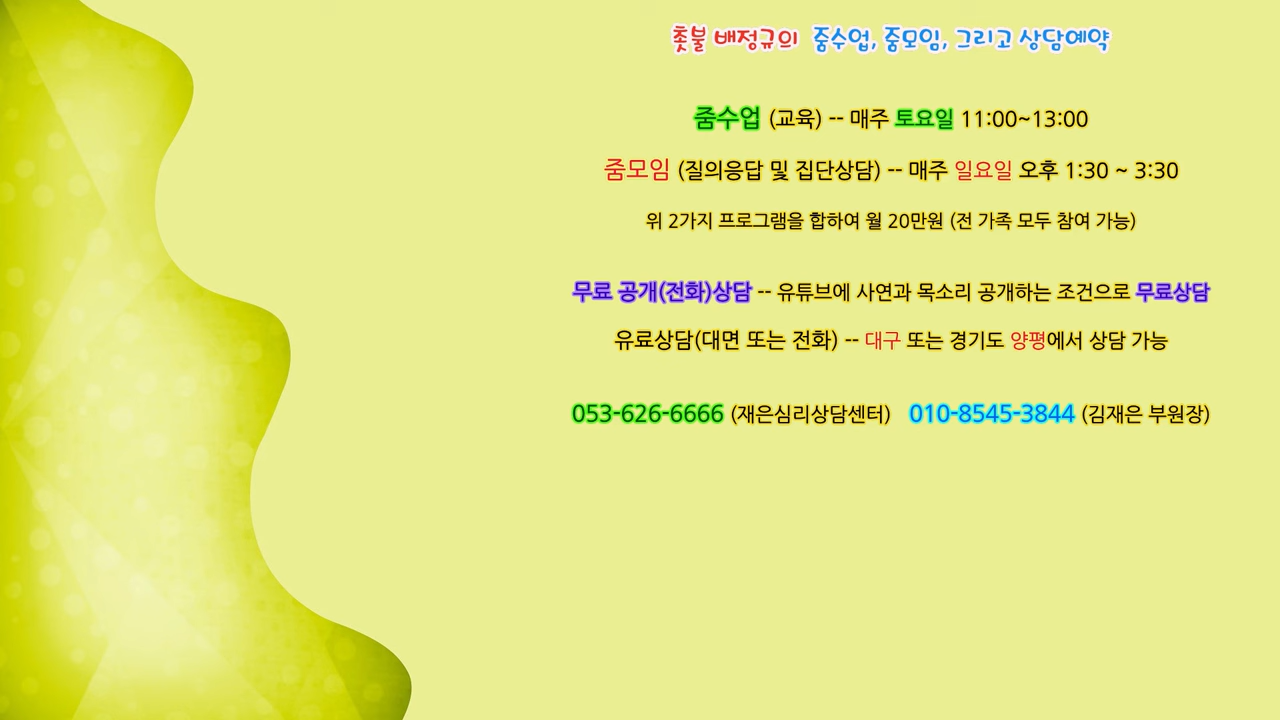 촛불 배정규의 줌수업, 줌모임, 그리고 상담예약
줌수업 (교육) -- 매주 토요일 11:00~13:00
줌모임 (질의응답 및 집단상담) -- 매주 일요일 오후 1:30 ~ 3:30
위 2가지 프로그램을 합하여 월 20만원 (전 가족 모두 참여 가능)
무료 공개(전화)상담 -- 유튜브에 사연과 목소리 공개하는 조건으로 무료상담
유료상담(대면 또는 전화) -- 대구 또는 경기도 양평에서 상담 가능
053-626-6666 (재은심리상담센터) 010-8545-3844 (김재은 부원장)